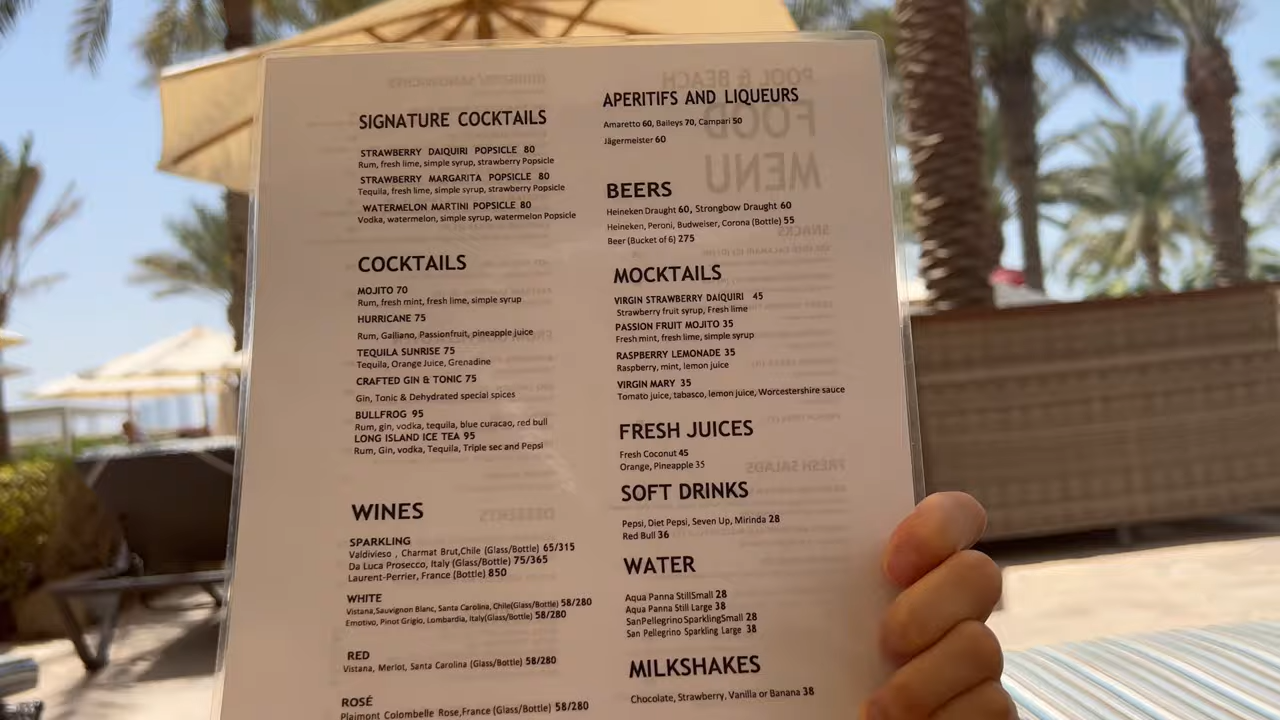 SIGNATURE COCKTAILS
STRAWBERRY DAIQUIRI POPSICLE 80
Rum, fresh lime, simple syrup, strawberry Popsicle
STRAWBERRY MARGARITA POPSICLE 80
Tequila, fresh lime, simple syrup, strawberry Popsicle
WATERMELON MARTINI POPSICLE 80
Vodka, watermelon, simple syrup, watermelon Popsicle
COCKTAILS
MOJITO 70
Rum, fresh mint, fresh lime, simple syrup
HURRICANE 75
Rum, Galliano, Passionfruit, pineapple juice
TEQUILA SUNRISE 75
Tequila, Orange Juice, Grenadine
CRAFTED GIN & TONIC 75
Gin, Tonic & Dehydrated special spices
BULLFROG 95
Rum, gin, vodka, tequila, blue curacao, red bull
LONG ISLAND ICE TEA 95
Rum, Gin, vodka, Tequila, Triple sec and Pepsi
WINES
SPARKLING
Valdivieso , Charmat Brut,Chile (Glass/Bottle) 65/315
Da Luca Prosecco, Italy (Glass/Bottle) 75/365
Laurent-Perrier, France (Bottle) 850
WHITE
Vistana,Sauvignon Blanc, Santa Carolina, Chile(Glass/Bottle) 58/280
Emotivo, Pinot Grigio, Lombardia, Italy(Glass/Bottle) 58/280
RED
Vistana, Merlot, Santa Carolina (Glass/Bottle) 58/280
ROSÉ
Plaimont Colombelle Rose,France (Glass/Bottle) 58/280
APERITIFS AND LIQUEURS
Amaretto 60, Baileys 70, Campari 50
Jägermeister 60
BEERS
Heineken Draught 60, Strongbow Draught 60
Heineken, Peroni, Budweiser, Corona (Bottle) 55
Beer (Bucket of 6) 275
MOCKTAILS
VIRGIN STRAWBERRY DAIQUIRI 45
Strawberry fruit syrup, Fresh lime
PASSION FRUIT MOJITO 35
Fresh mint, fresh lime, simple syrup
RASPBERRY LEMONADE 35
Raspberry, mint, lemon juice
VIRGIN MARY 35
Tomato juice, tabasco, lemon juice, Worcestershire sauce
FRESH JUICES
Fresh Coconut 45
Orange, Pineapple 35
SOFT DRINKS
Pepsi, Diet Pepsi, Seven Up, Mirinda 28
Red Bull 36
WATER
Aqua Panna StillSmall 28
Aqua Panna Still Large 38
SanPellegrinoSparklingSmall 28
San Pellegrino Sparkling Large 38
MILKSHAKES
Chocolate, Strawberry, Vanilla or Banana 38
POOL & BEACH
FOOD
MENU
SNACKS
FRESH SALADS
DESSERTS